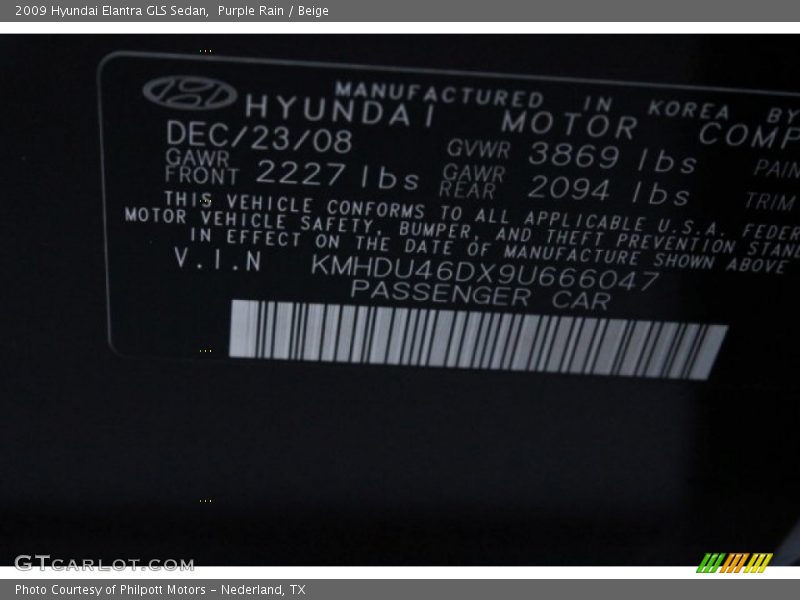 2009 Hyundai Elantra GLS Sedan, Purple Rain / Beige
MANUFACTURED IN KOREA BY
HYUNDAI MOTOR COMP
DEC/23/08 GVWR 3869 lbs PAIN
GAWR FRONT 2227 lbs GAWR REAR 2094 lbs TRIM
THIS VEHICLE CONFORMS TO ALL APPLICABLE U.S.A. FEDER
MOTOR VEHICLE SAFETY, BUMPER, AND THEFT PREVENTION STAN
IN EFFECT ON THE DATE OF MANUFACTURE SHOWN ABOVE
V.I.N KMHDU46DX9U666047
PASSENGER CAR
GTCARLOT.COM
Photo Courtesy of Philpott Motors - Nederland, TX